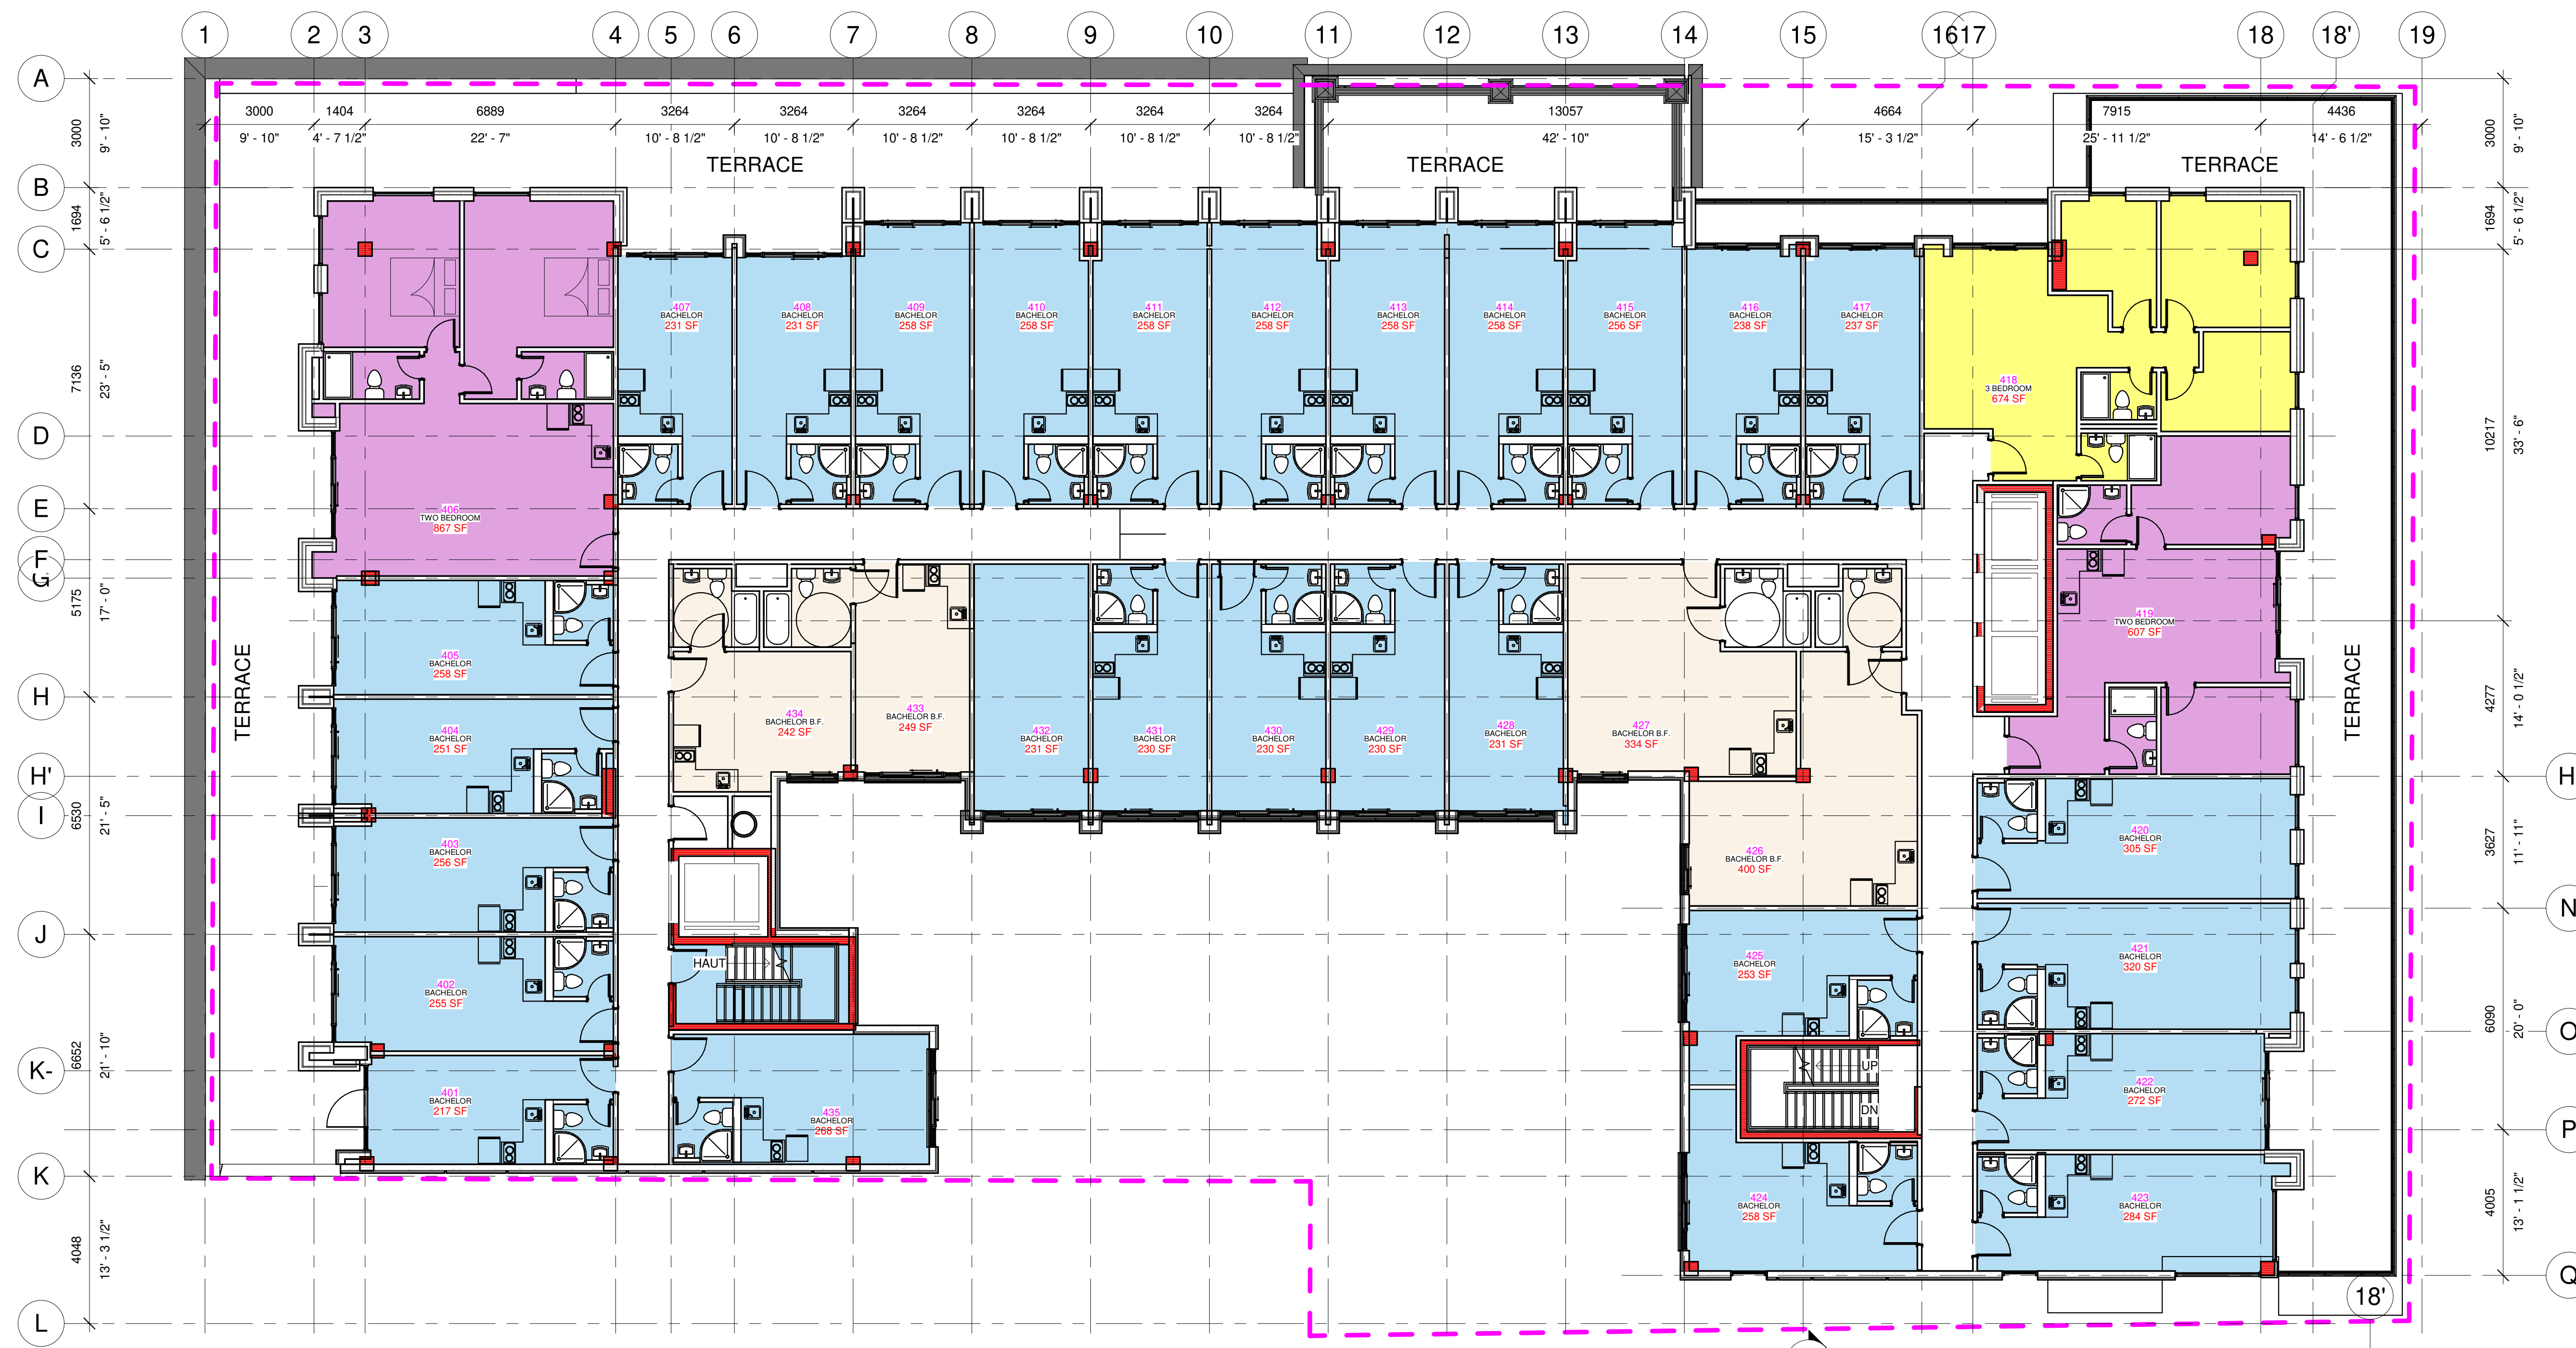 1 2 3 4 5 6 7 8 9 10 11 12 13 14 15 16 17 18 18' 19
A
3000 1404 6889 3264 3264 3264 3264 3264 3264 13057 4664 7915 4436
9' - 10" 4' - 7 1/2" 22' - 7" 10' - 8 1/2" 10' - 8 1/2" 10' - 8 1/2" 10' - 8 1/2" 10' - 8 1/2" 10' - 8 1/2" 42' - 10" 15' - 3 1/2" 25' - 11 1/2" 14' - 6 1/2"
3000
9' - 10"
3000
9' - 10"
TERRACE
TERRACE
TERRACE
B
1694
5' - 6 1/2"
1694
5' - 6 1/2"
C
407
BACHELOR
231 SF
408
BACHELOR
231 SF
409
BACHELOR
258 SF
410
BACHELOR
258 SF
411
BACHELOR
258 SF
412
BACHELOR
258 SF
413
BACHELOR
258 SF
414
BACHELOR
258 SF
415
BACHELOR
256 SF
416
BACHELOR
238 SF
417
BACHELOR
237 SF
418
3 BEDROOM
674 SF
7136
23' - 5"
10217
33' - 6"
D
E
406
TWO BEDROOM
867 SF
F
G
5175
17' - 0"
TERRACE
405
BACHELOR
258 SF
419
TWO BEDROOM
607 SF
TERRACE
H
404
BACHELOR
251 SF
434
BACHELOR B.F.
242 SF
433
BACHELOR B.F.
249 SF
432
BACHELOR
231 SF
431
BACHELOR
230 SF
430
BACHELOR
230 SF
429
BACHELOR
230 SF
428
BACHELOR
231 SF
427
BACHELOR B.F.
334 SF
4277
14' - 0 1/2"
H'
H
I
6530
21' - 5"
403
BACHELOR
256 SF
426
BACHELOR B.F.
400 SF
420
BACHELOR
305 SF
3627
11' - 11"
N
J
402
BACHELOR
255 SF
HAUT
425
BACHELOR
253 SF
421
BACHELOR
320 SF
6090
20' - 0"
O
K-
6652
21' - 10"
401
BACHELOR
217 SF
435
BACHELOR
268 SF
UP
DN
422
BACHELOR
272 SF
P
K
424
BACHELOR
258 SF
423
BACHELOR
284 SF
4005
13' - 1 1/2"
4048
13' - 3 1/2"
Q
18'
L